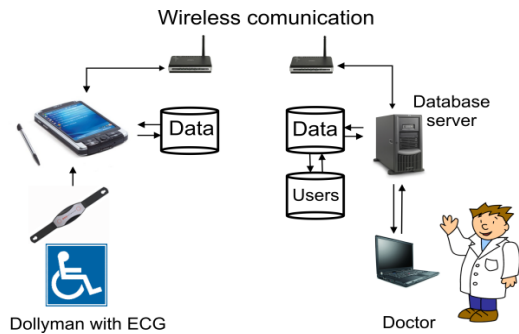 Wireless comunication
Data
Data
Database
server
Users
Dollyman with ECG
Doctor